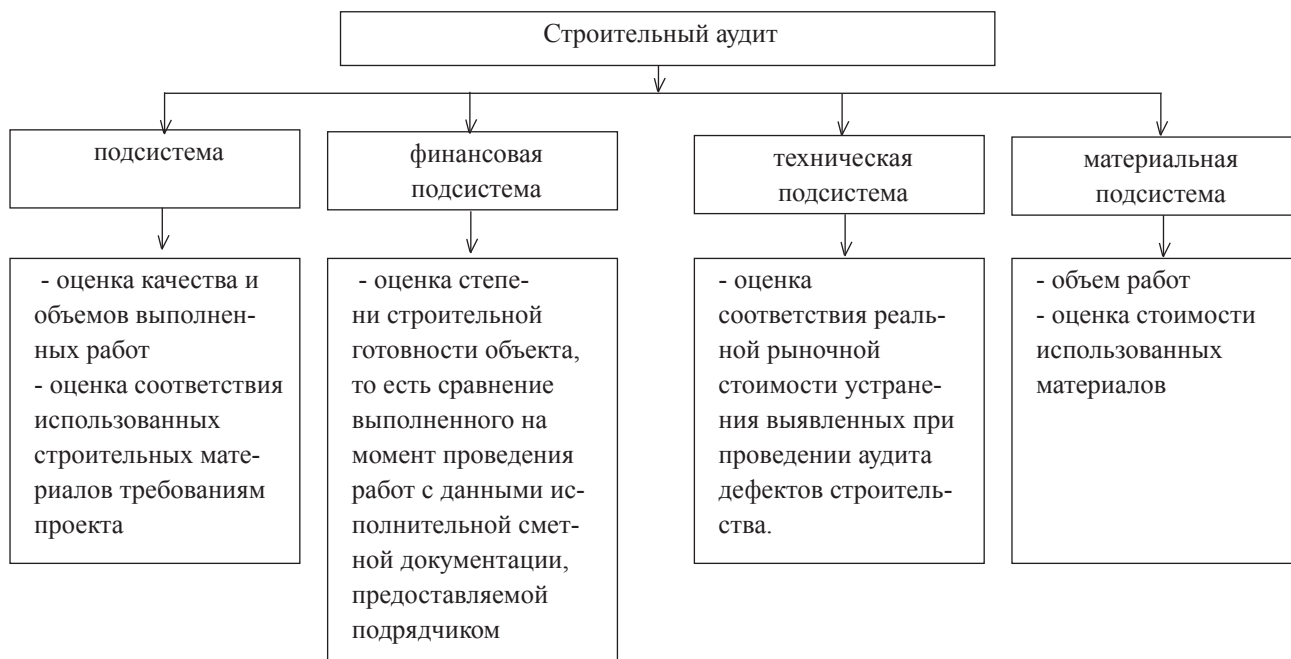 Строительный аудит
подсистема
финансовая
подсистема
техническая
подсистема
материальная
подсистема
- оценка качества и
объемов выполнен-
ных работ
- оценка соответствия
использованных
строительных мате-
риалов требованиям
проекта
- оценка степе-
ни строительной
готовности объекта,
то есть сравнение
выполненного на
момент проведения
работ с данными ис-
полнительной смет-
ной документации,
предоставляемой
подрядчиком
- оценка
соответствия реаль-
ной рыночной
стоимости устране-
ния выявленных при
проведении аудита
дефектов строитель-
ства.
- объем работ
- оценка стоимости
использованных
материалов